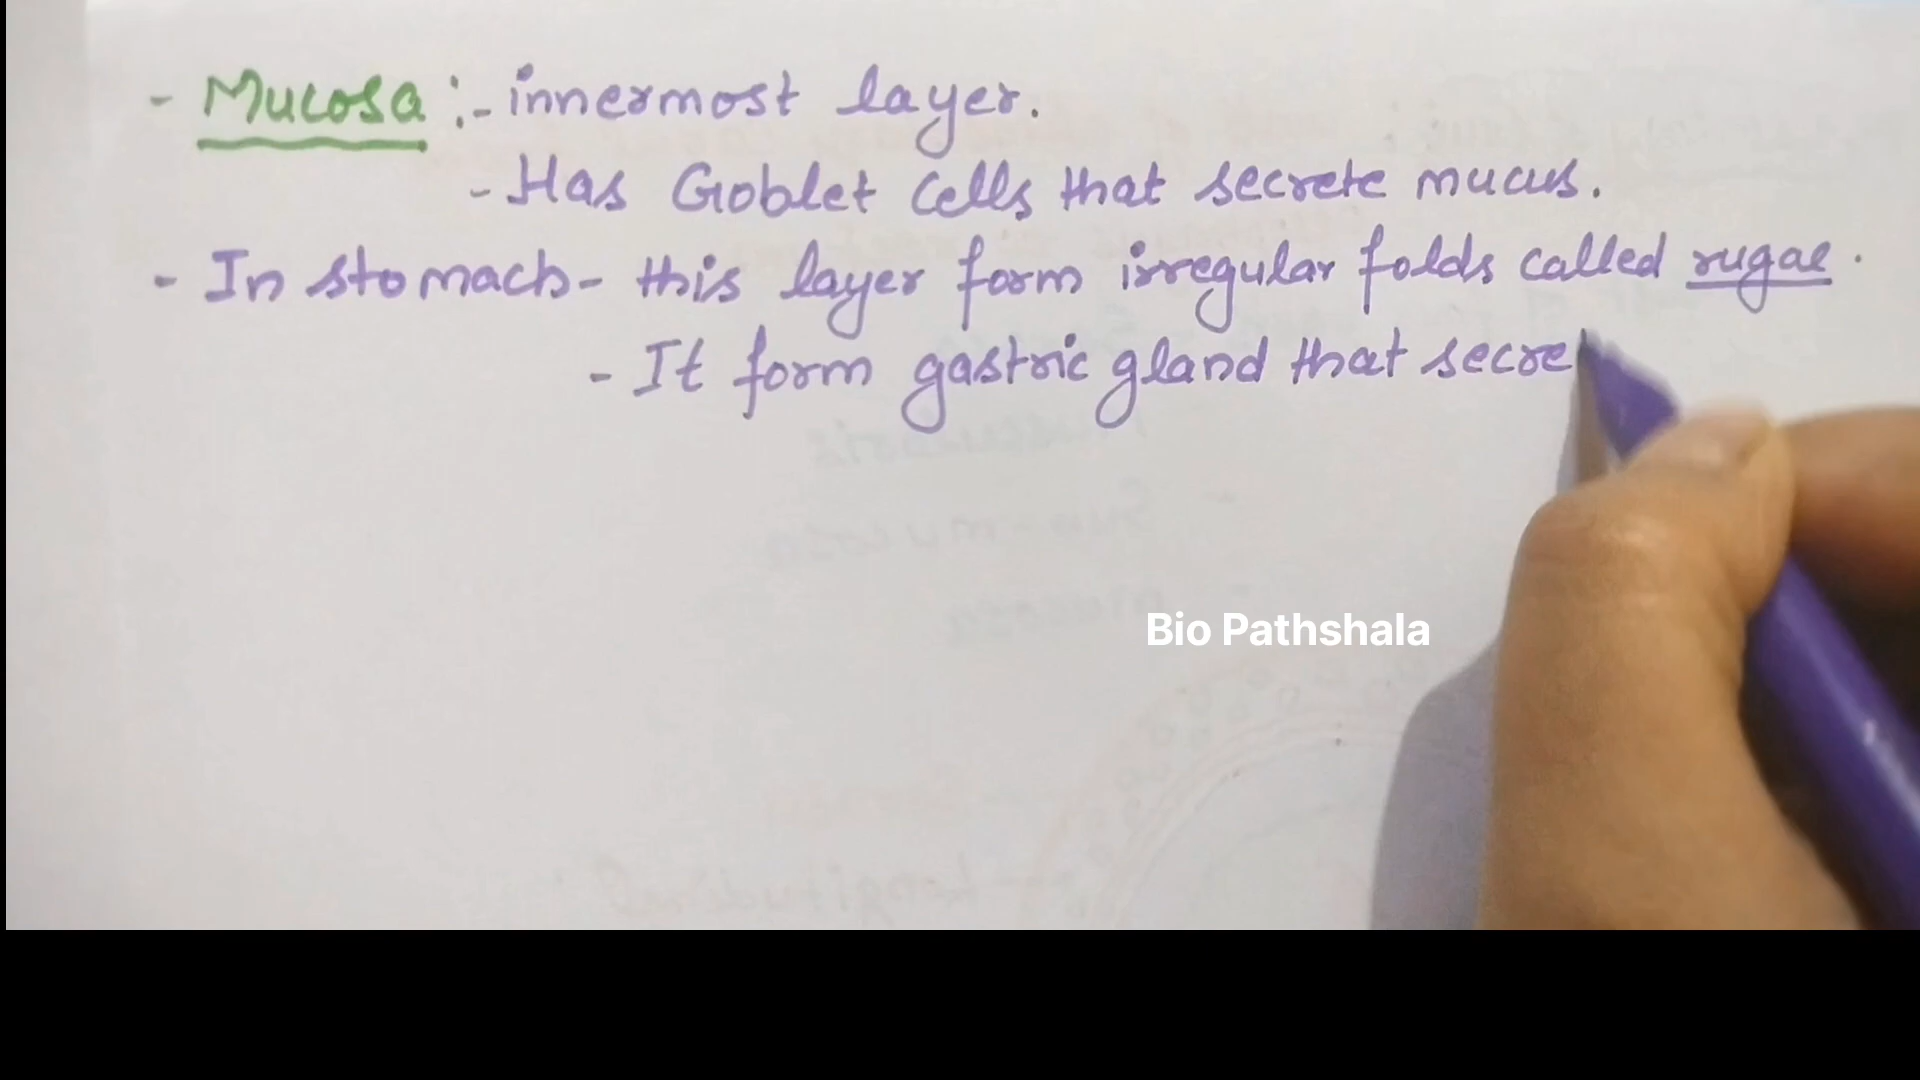 - Mucosa :- innermost layer.
- Has Goblet Cells that secrete mucus.
- In stomach - this layer form irregular folds called rugae.
- It form gastric gland that secre
Bio Pathshala